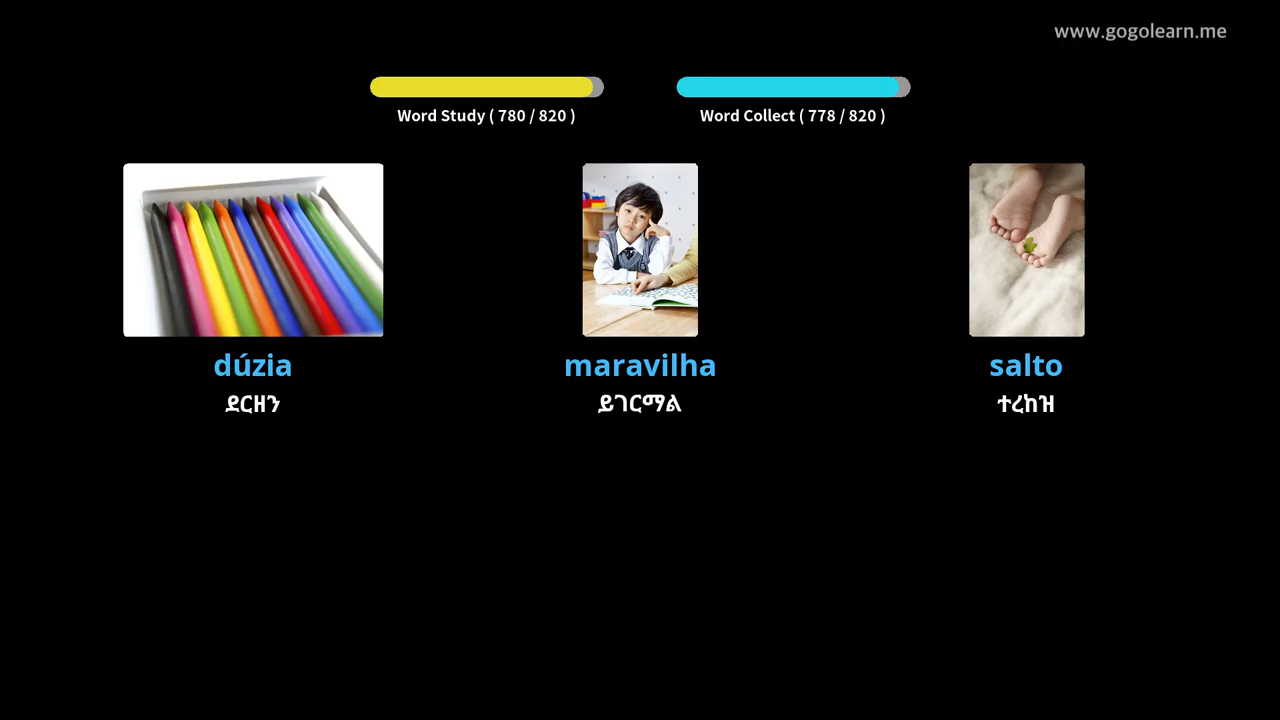 www.gogolearn.me
Word Study ( 780 / 820 )
Word Collect ( 778 / 820 )
dúzia
maravilha
salto
ደርዘን
ይገርማል
ተረከዝ